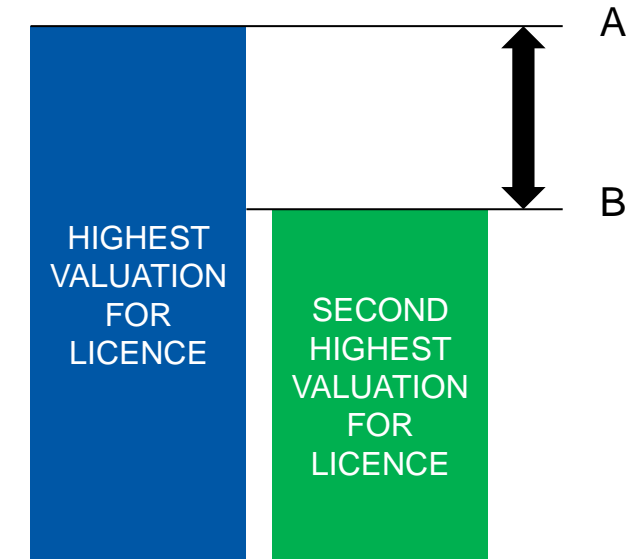 A
B
HIGHEST
VALUATION
FOR
LICENCE
SECOND
HIGHEST
VALUATION
FOR
LICENCE